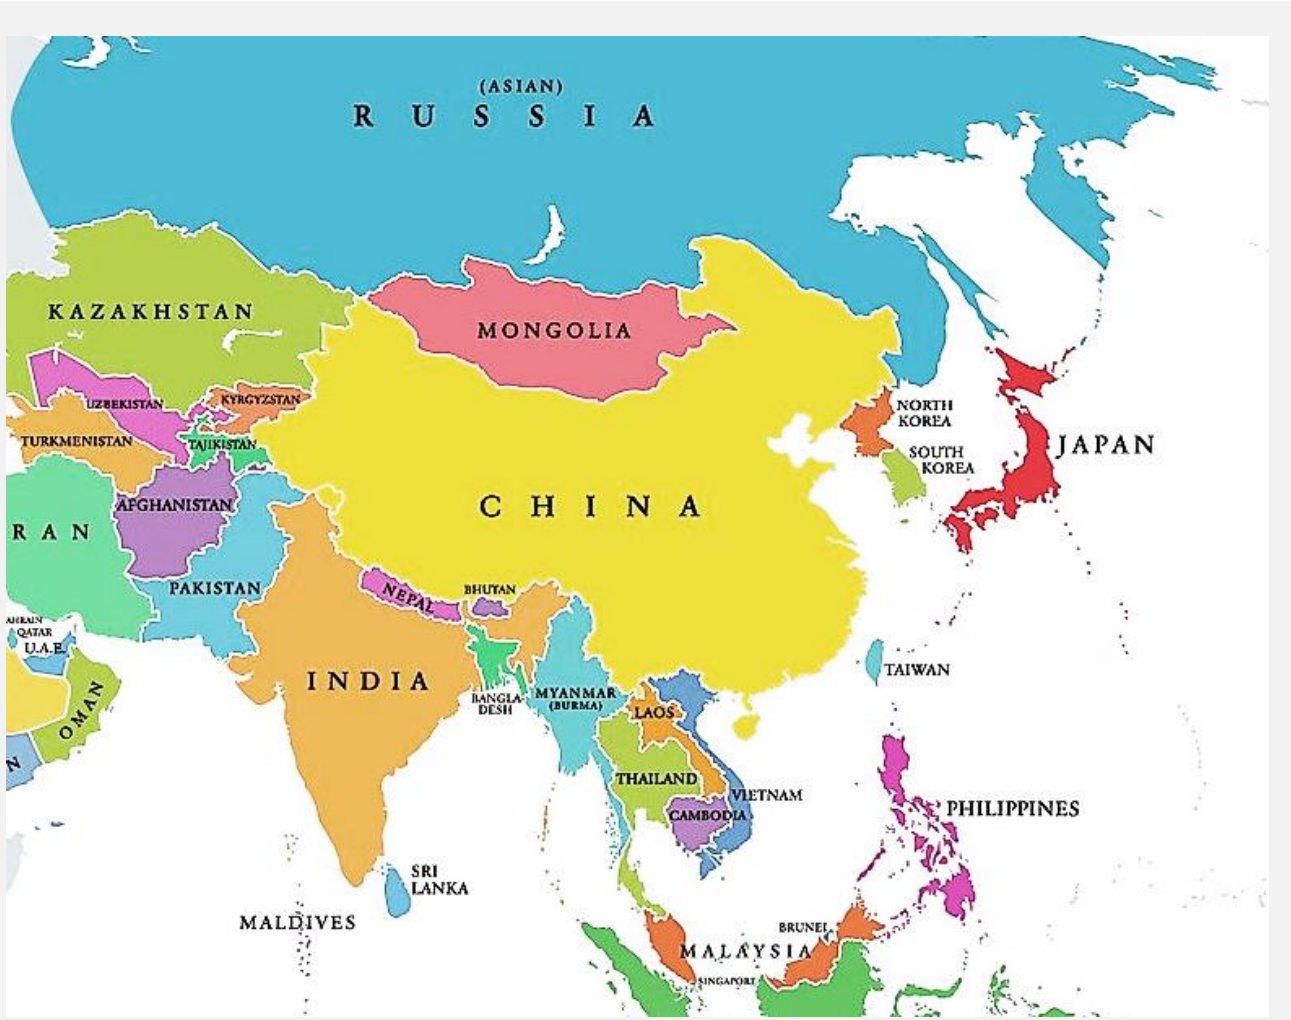 (ASIAN)
RUSSIA
KAZAKHSTAN
MONGOLIA
UZBEKISTAN
KYRGYZSTAN
TURKMENISTAN
TAJIKISTAN
NORTH
KOREA
SOUTH
KOREA
JAPAN
AFGHANISTAN
CHINA
RAN
PAKISTAN
NEPAL
BHUTAN
AHRAIN
QATAR
U.A.E.
OMAN
INDIA
BANGLA
DESH
MYANMAR
(BURMA)
LAOS
TAIWAN
N
THAILAND
VIETNAM
CAMBODIA
PHILIPPINES
SRI
LANKA
MALDIVES
BRUNEI
MALAYSIA
SINGAPORE